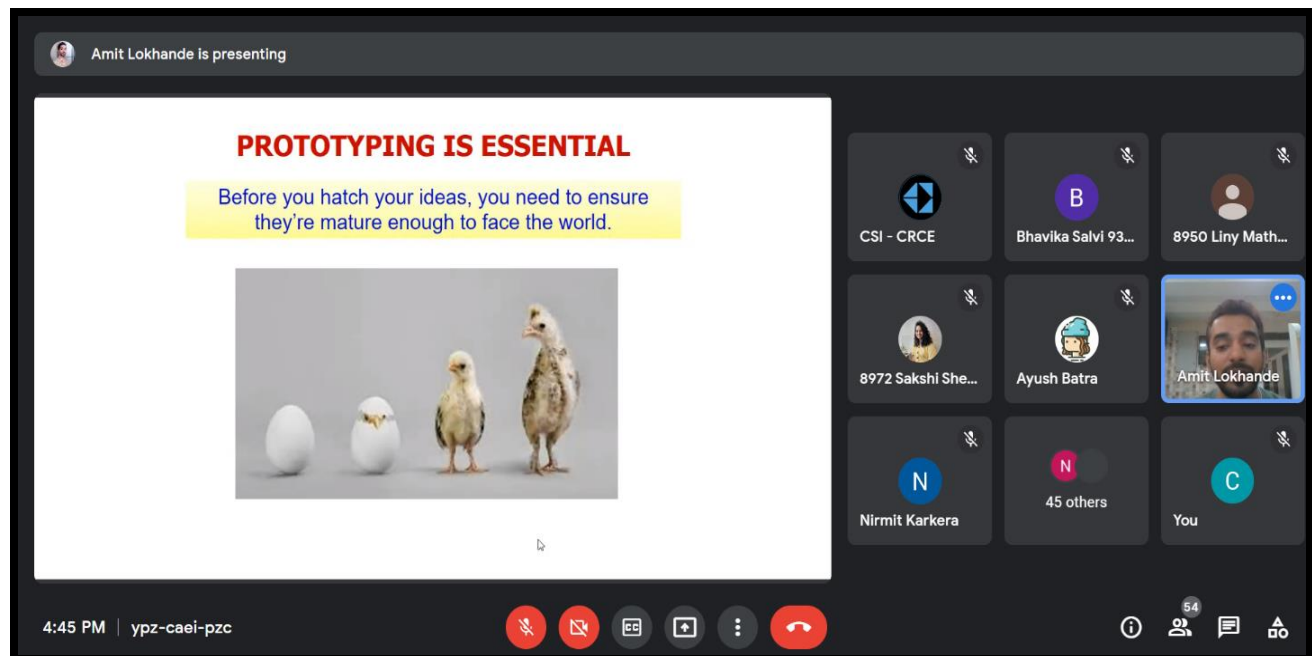 Amit Lokhande is presenting
PROTOTYPING IS ESSENTIAL
Before you hatch your ideas, you need to ensure
they're mature enough to face the world.
CSI - CRCE
B
Bhavika Salvi 93...
8950 Liny Math...
8972 Sakshi She...
Ayush Batra
Amit Lokhande
N
Nirmit Karkera
N
45 others
C
You
4:45 PM | ypz-caei-pzc
CC
54